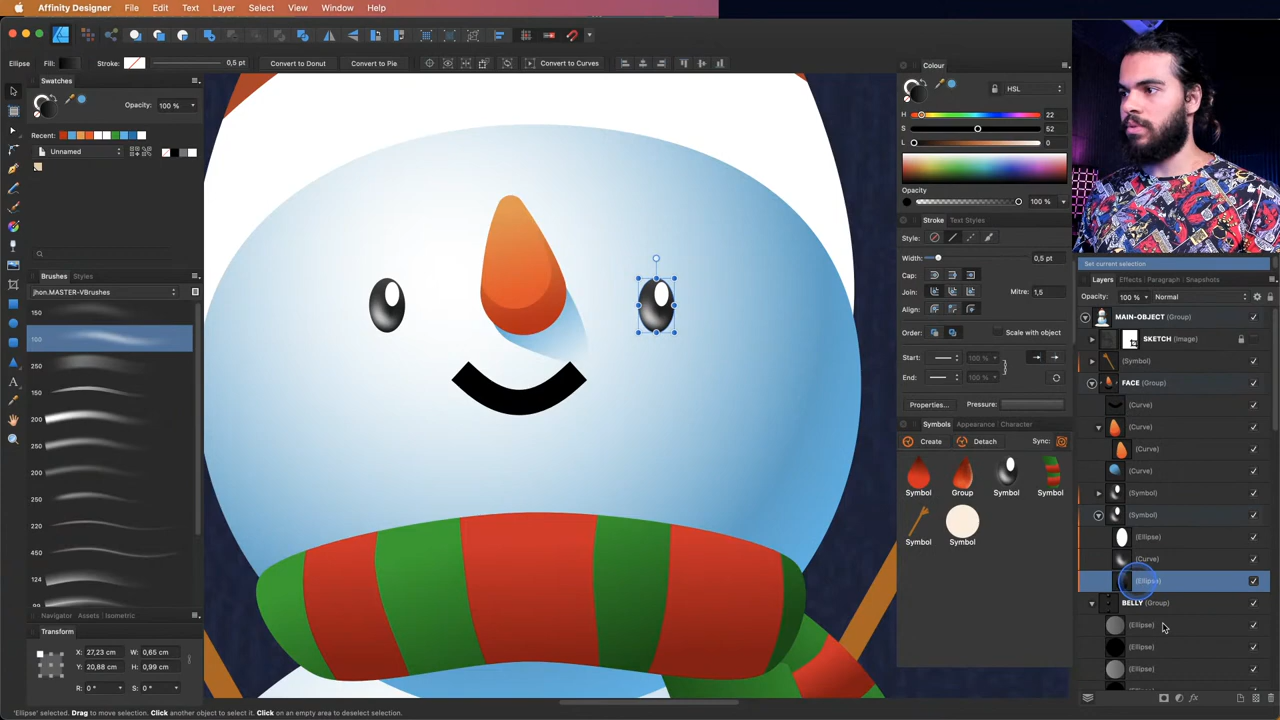 Affinity Designer File Edit Text Layer Select View Window Help
Ellipse Fill: Stroke: 0,5 pt Convert to Donut Convert to Pie Convert to Curves
Swatches
Opacity: 100 %
Recent:
Unnamed
Brushes Styles
jhon.MASTER-VBrushes
150
100
250
150
200
200
200
250
220
450
124
99
Navigator Assets Isometric
Transform
X: 27,23 cm W: 0,65 cm
Y: 20,88 cm H: 0,99 cm
R: 0 ° S: 0 °
'Ellipse' selected. Drag to move selection. Click another object to select it. Click on an empty area to deselect selection.
Colour
HSL
H 22
S 52
L 0
Opacity
100 %
Stroke Text Styles
Style:
Width: 0,5 pt
Cap:
Join: Mitre: 1,5
Align:
Order: Scale with object
Start: 100 %
End: 100 %
Properties... Pressure:
Symbols Appearance Character
Create Detach Sync:
Symbol Group Symbol Symbol
Symbol Symbol
Set current selection
Layers Effects Paragraph Snapshots
Opacity: 100 % Normal
MAIN-OBJECT (Group)
SKETCH (Image)
(Symbol)
FACE (Group)
(Curve)
(Curve)
(Curve)
(Curve)
(Symbol)
(Symbol)
(Ellipse)
(Curve)
(Ellipse)
BELLY (Group)
(Ellipse)
(Ellipse)
(Ellipse)